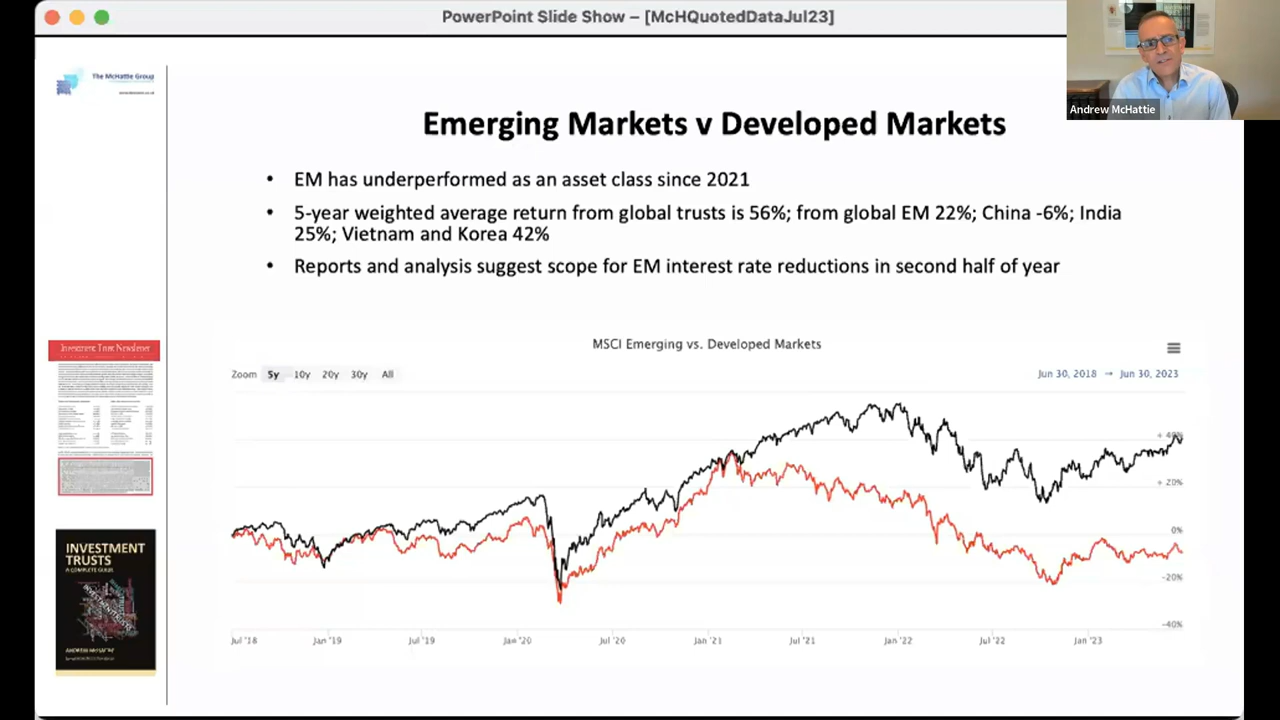 PowerPoint Slide Show – [McHQuotedDataJul23]
Andrew McHattie
The McHattie Group
Emerging Markets v Developed Markets
• EM has underperformed as an asset class since 2021
• 5-year weighted average return from global trusts is 56%; from global EM 22%; China -6%; India
25%; Vietnam and Korea 42%
• Reports and analysis suggest scope for EM interest rate reductions in second half of year
Investment Trust Newsletter
MSCI Emerging vs. Developed Markets
Zoom 5y 10y 20y 30y All
Jun 30, 2018 → Jun 30, 2023
+ 40%
+ 20%
0%
-20%
-40%
Jul '18 Jan '19 Jul '19 Jan '20 Jul '20 Jan '21 Jul '21 Jan '22 Jul '22 Jan '23
INVESTMENT
TRUSTS
A COMPLETE GUIDE
ANDREW McHATTIE